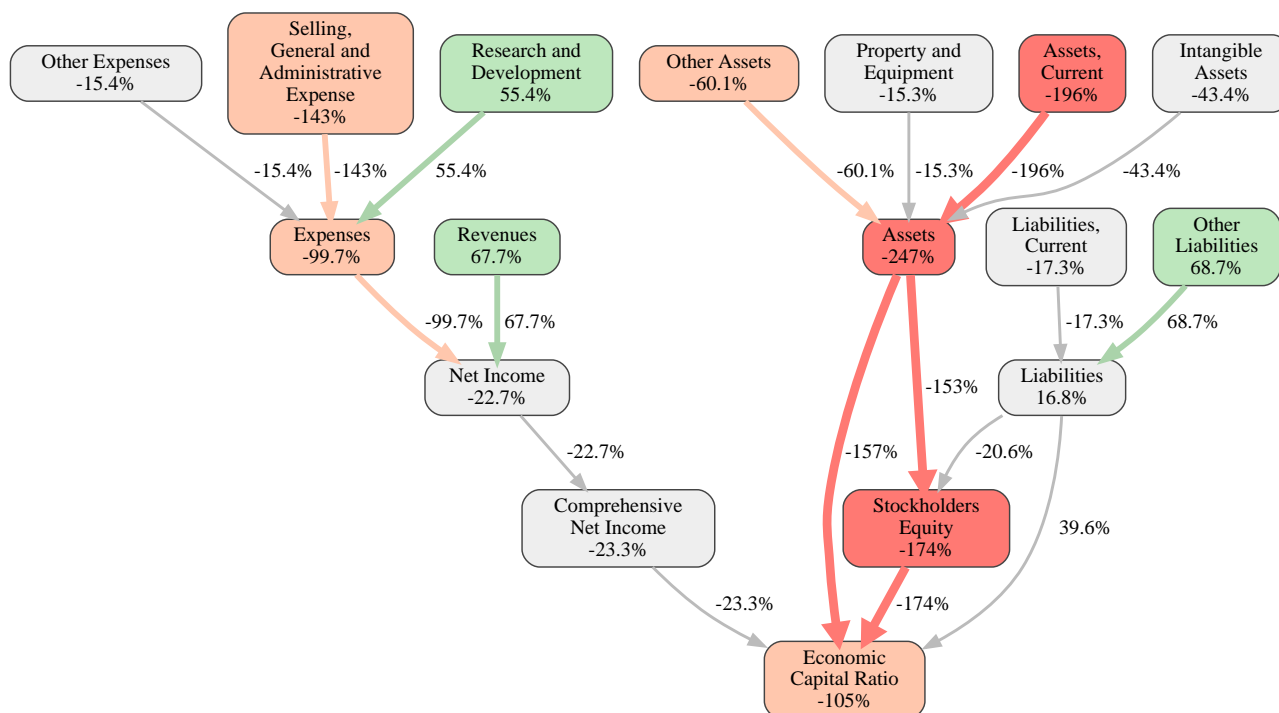 Other Expenses
-15.4%
Selling,
General and
Administrative
Expense
-143%
Research and
Development
55.4%
Other Assets
-60.1%
Property and
Equipment
-15.3%
Assets,
Current
-196%
Intangible
Assets
-43.4%
-15.4%
-143%
55.4%
-60.1%
-15.3%
-196%
-43.4%
Expenses
-99.7%
Revenues
67.7%
Assets
-247%
Liabilities,
Current
-17.3%
Other
Liabilities
68.7%
-99.7%
67.7%
-17.3%
68.7%
Net Income
-22.7%
-153%
Liabilities
16.8%
-22.7%
-157%
-20.6%
Comprehensive
Net Income
-23.3%
Stockholders
Equity
-174%
39.6%
-23.3%
-174%
Economic
Capital Ratio
-105%